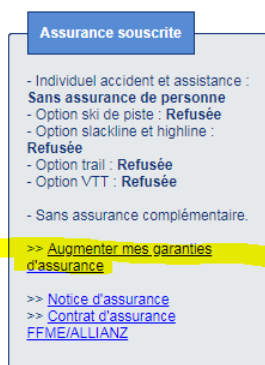 Assurance souscrite
- Individuel accident et assistance :
Sans assurance de personne
- Option ski de piste : Refusée
- Option slackline et highline :
Refusée
- Option trail : Refusée
- Option VTT : Refusée
- Sans assurance complémentaire.
>> Augmenter mes garanties
d'assurance
>> Notice d'assurance
>> Contrat d'assurance
FFME/ALLIANZ